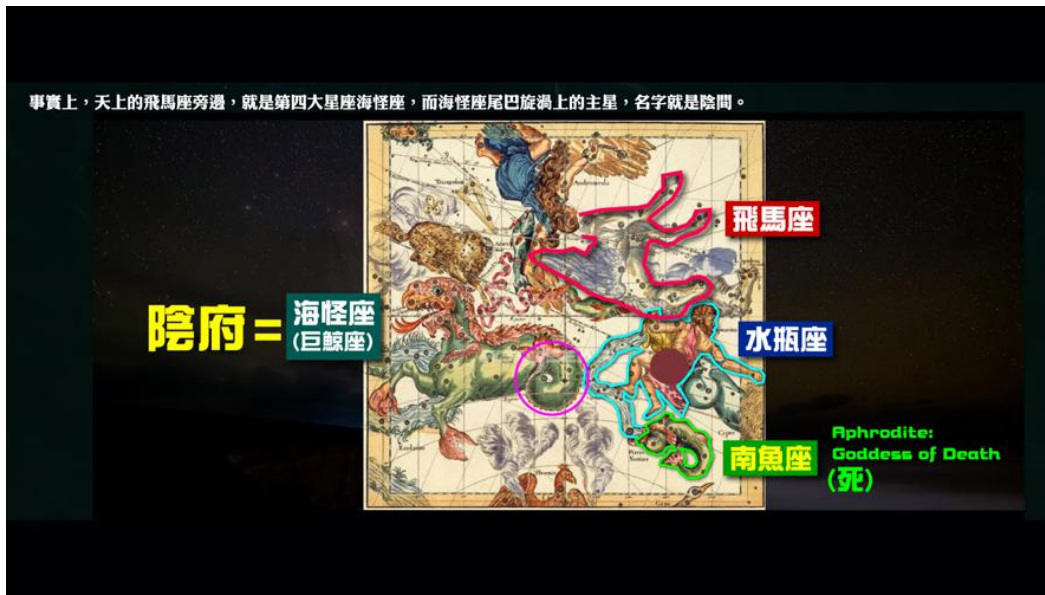 事實上，天上的飛馬座旁邊，就是第四大星座海怪座，而海怪座尾巴旋渦上的主星，名字就是陰間。
飛馬座
陰府=
海怪座
(巨鯨座)
水瓶座
南魚座
Aphrodite:
Goddess of Death
(死)